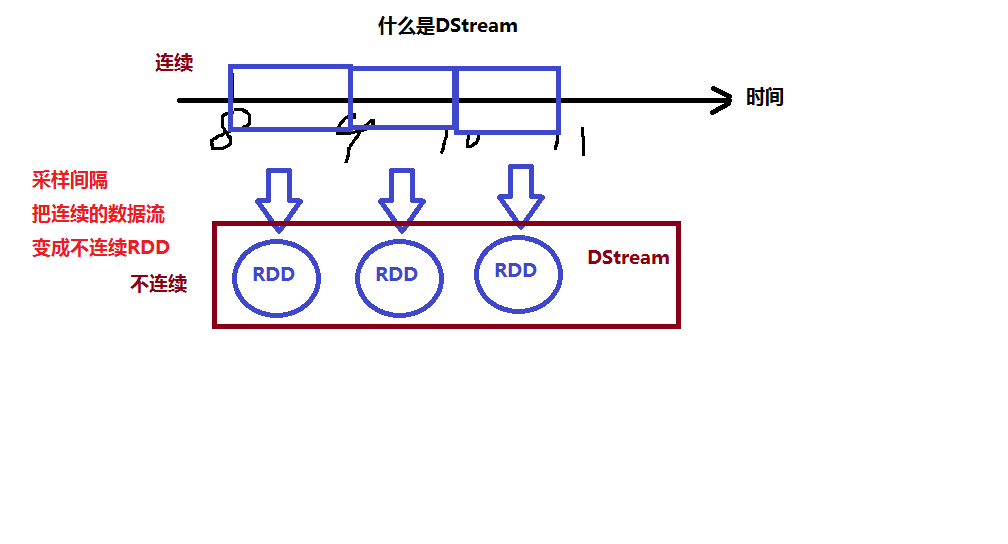 什么是DStream
连续
时间
8 9 10 11
采样间隔
把连续的数据流
变成不连续RDD
不连续
RDD RDD RDD
DStream